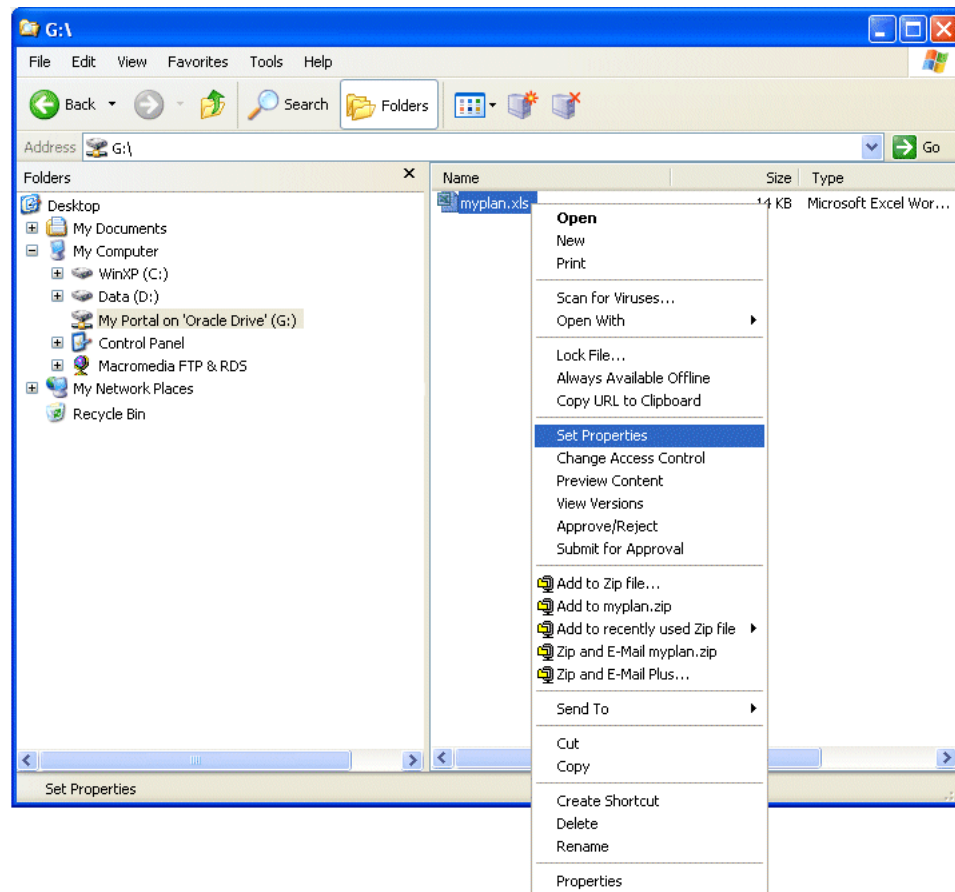 G:\
File Edit View Favorites Tools Help
Back Search Folders
Address G:\ Go
Folders
Desktop
My Documents
My Computer
WinXP (C:)
Data (D:)
My Portal on 'Oracle Drive' (G:)
Control Panel
Macromedia FTP & RDS
My Network Places
Recycle Bin
Name Size Type
myplan.xls 14 KB Microsoft Excel Wor...
Open
New
Print
Scan for Viruses...
Open With
Lock File...
Always Available Offline
Copy URL to Clipboard
Set Properties
Change Access Control
Preview Content
View Versions
Approve/Reject
Submit for Approval
Add to Zip file...
Add to myplan.zip
Add to recently used Zip file
Zip and E-Mail myplan.zip
Zip and E-Mail Plus...
Send To
Cut
Copy
Create Shortcut
Delete
Rename
Properties
Set Properties